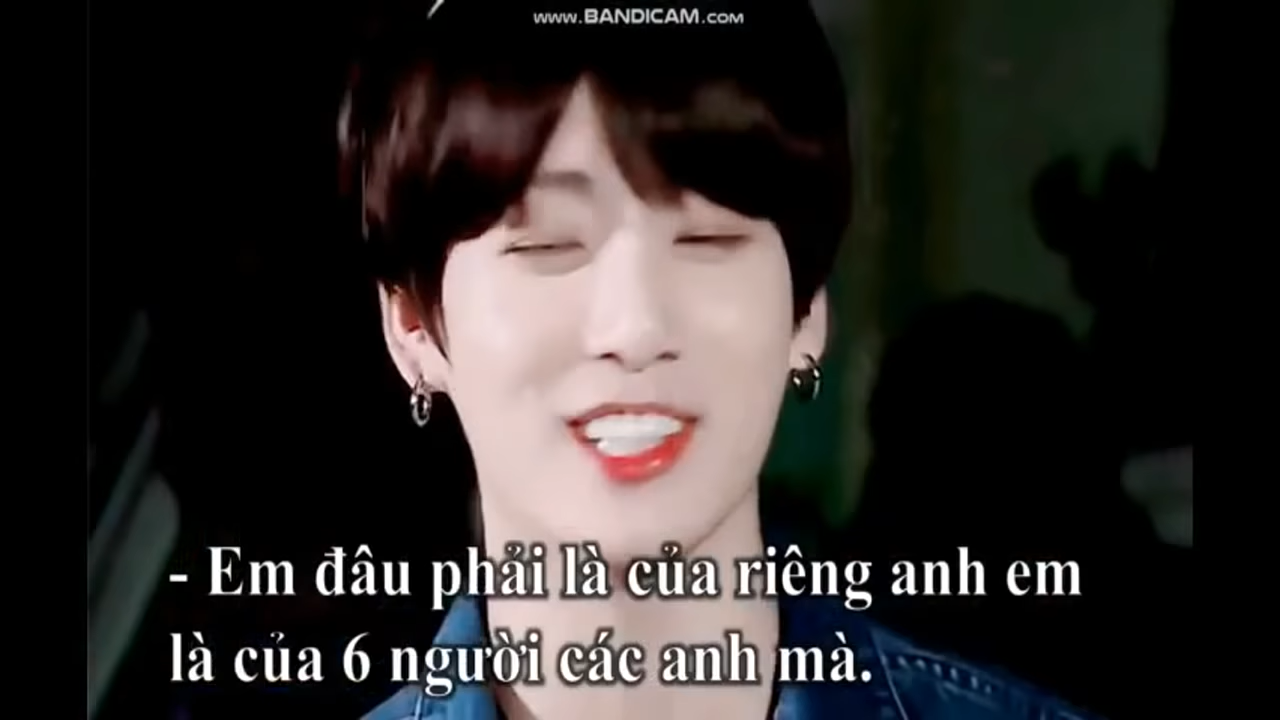 www.BANDICAM.com
- Em đâu phải là của riêng anh em
là của 6 người các anh mà.